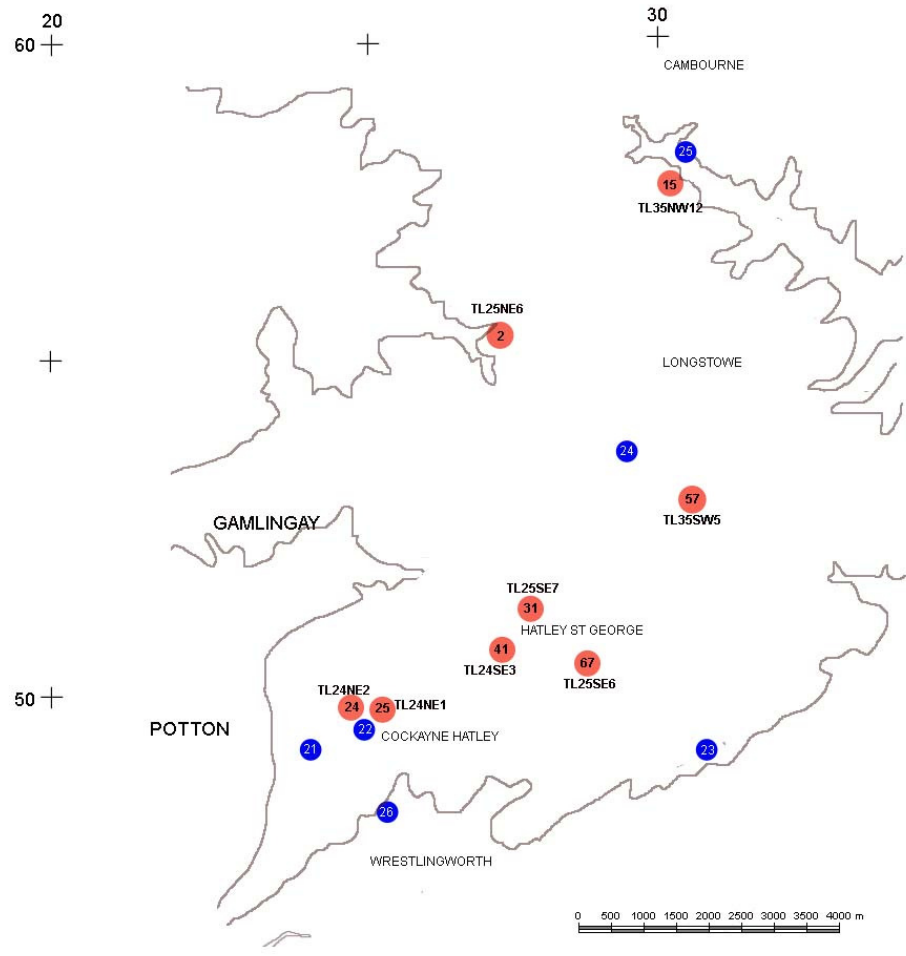 20
30
60
CAMBOURNE
25
15
TL35NW12
TL25NE6
2
LONGSTOWE
24
57
TL35SW5
GAMLINGAY
TL25SE7
31
HATLEY ST GEORGE
41
TL24SE3
67
TL25SE6
50
TL24NE2
24
25
TL24NE1
22
COCKAYNE HATLEY
POTTON
21
23
26
WRESTLINGWORTH
0 500 1000 1500 2000 2500 3000 3500 4000 m